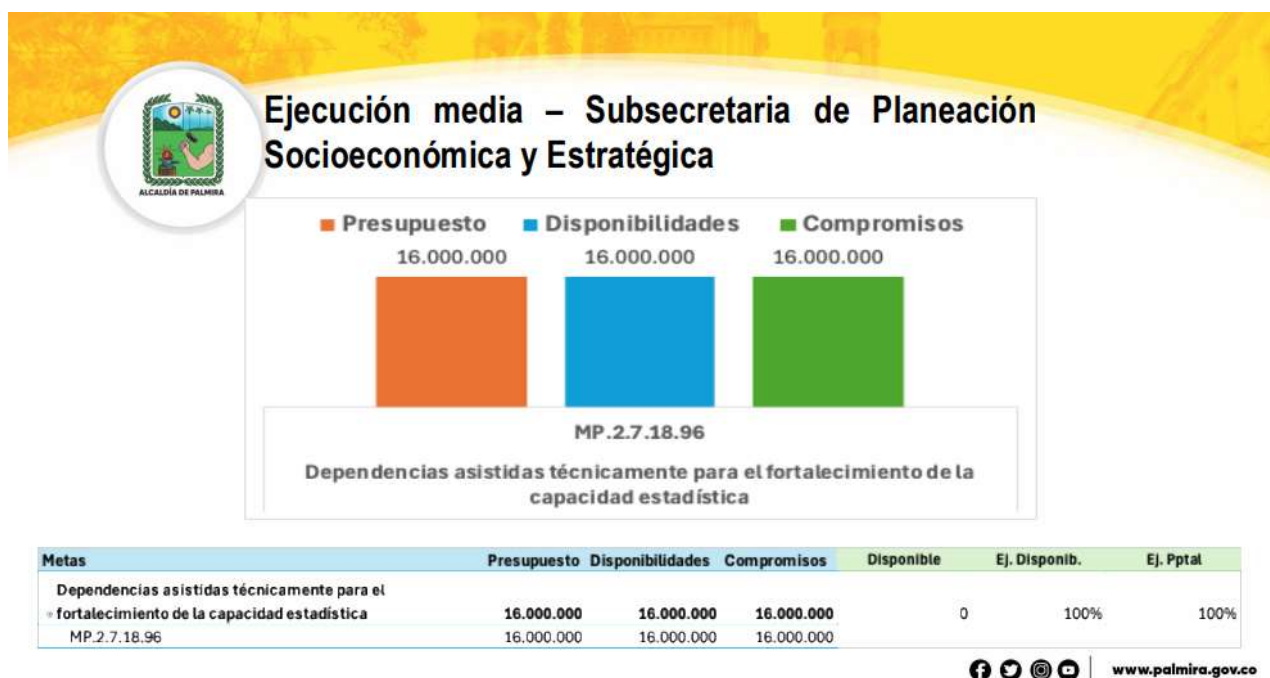 Ejecución media – Subsecretaria de Planeación
Socioeconómica y Estratégica
ALCALDÍA DE PALMIRA
Presupuesto Disponibilidades Compromisos
16.000.000 16.000.000 16.000.000
MP.2.7.18.96
Dependencias asistidas técnicamente para el fortalecimiento de la
capacidad estadística
Metas Presupuesto Disponibilidades Compromisos Disponible Ej. Disponib. Ej. Pptal
Dependencias asistidas técnicamente para el
fortalecimiento de la capacidad estadística 16.000.000 16.000.000 16.000.000 0 100% 100%
MP.2.7.18.96 16.000.000 16.000.000 16.000.000
www.palmira.gov.co